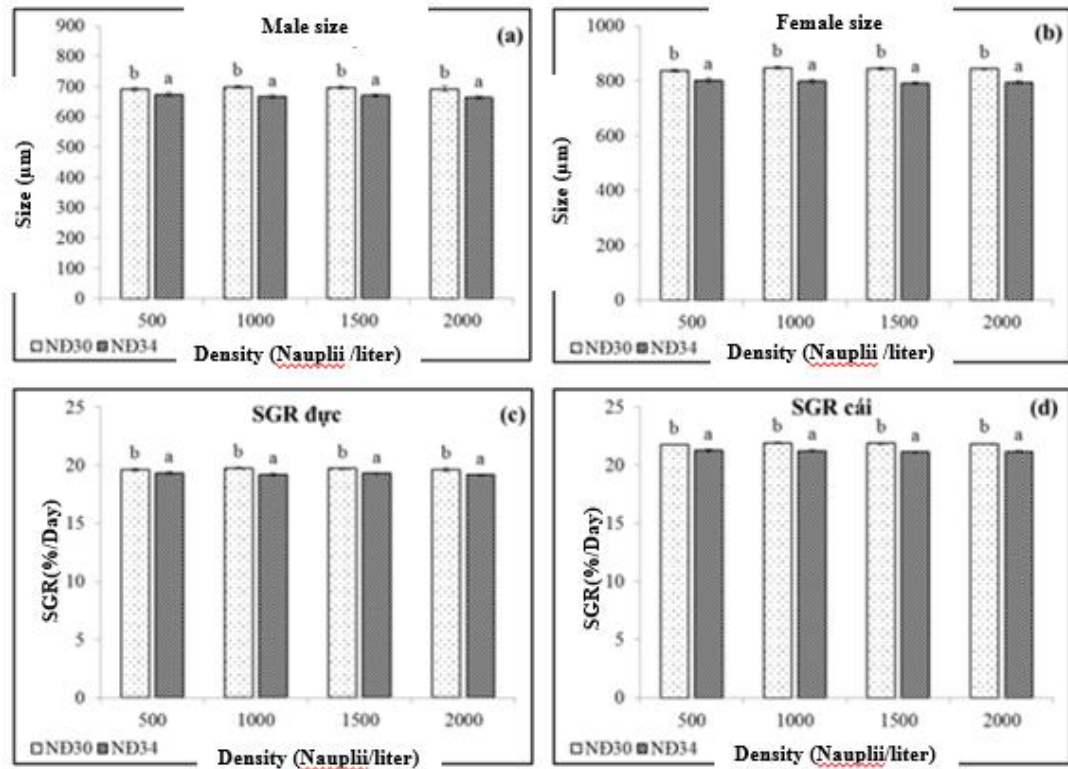 Male size
(a)
900
800
700
600
500
400
300
200
100
0
Size (µm)
b a b a b a b a
500 1000 1500 2000
NĐ30 NĐ34
Density (Nauplii /liter)
Female size
(b)
1000
800
600
400
200
0
Size (µm)
b a b a b a b a
500 1000 1500 2000
NĐ30 NĐ34
Density (Nauplii /liter)
SGR đực
(c)
25
20
15
10
5
0
SGR(%/Day)
b a b a b a b a
500 1000 1500 2000
NĐ30 NĐ34
Density (Nauplii/liter)
SGR cái
(d)
25
20
15
10
5
0
SGR(%/Day)
b a b a b a b a
500 1000 1500 2000
NĐ30 NĐ34
Density (Nauplii/liter)